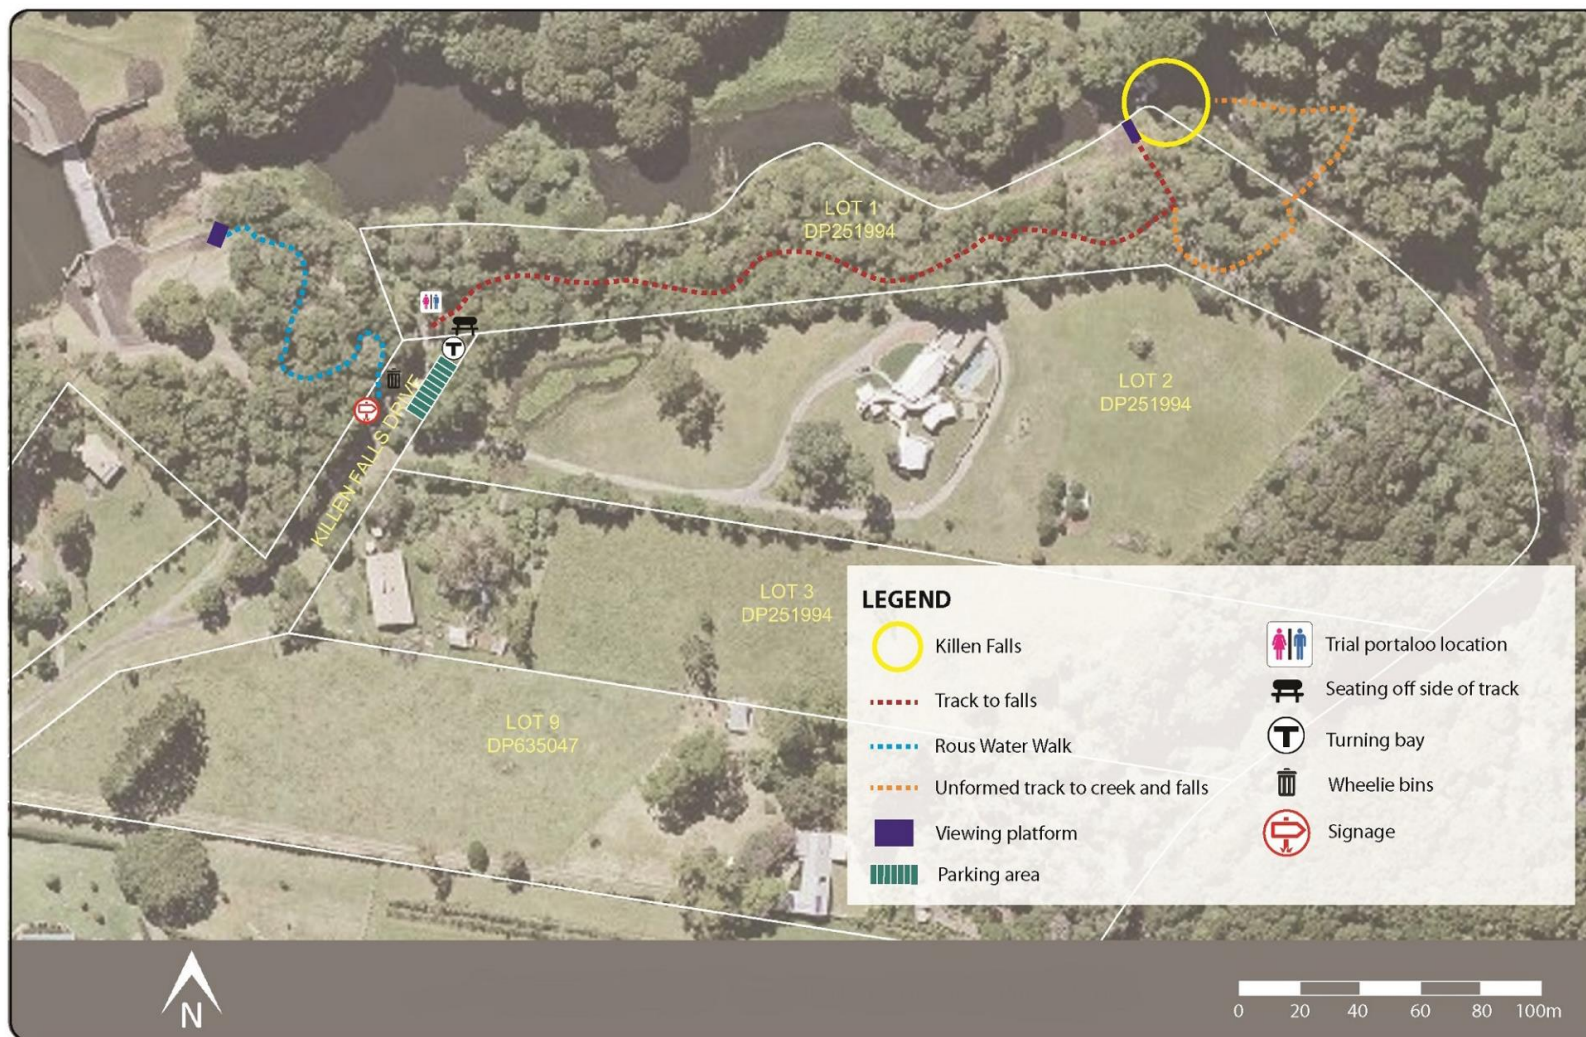 LOT 1
DP251994
LOT 2
DP251994
KILLEN FALLS DRIVE
LOT 3
DP251994
LOT 9
DP635047
LEGEND
Killen Falls
Track to falls
Rous Water Walk
Unformed track to creek and falls
Viewing platform
Parking area
Trial portaloo location
Seating off side of track
T
Turning bay
Wheelie bins
Signage
T
N
0 20 40 60 80 100m